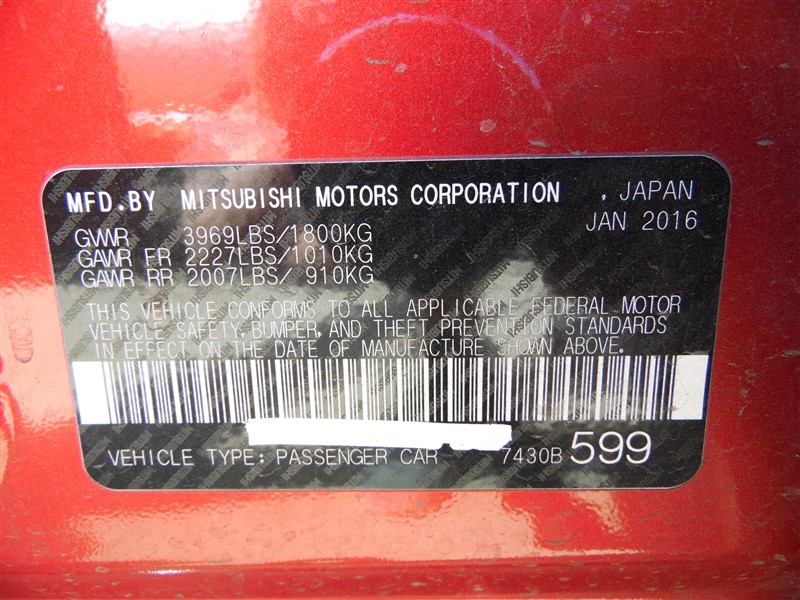 MFD.BY MITSUBISHI MOTORS CORPORATION , JAPAN
JAN 2016
GVWR 3969LBS/1800KG
GAWR FR 2227LBS/1010KG
GAWR RR 2007LBS/ 910KG
THIS VEHICLE CONFORMS TO ALL APPLICABLE FEDERAL MOTOR
VEHICLE SAFETY, BUMPER, AND THEFT PREVENTION STANDARDS
IN EFFECT ON THE DATE OF MANUFACTURE SHOWN ABOVE.
VEHICLE TYPE: PASSENGER CAR 7430B 599